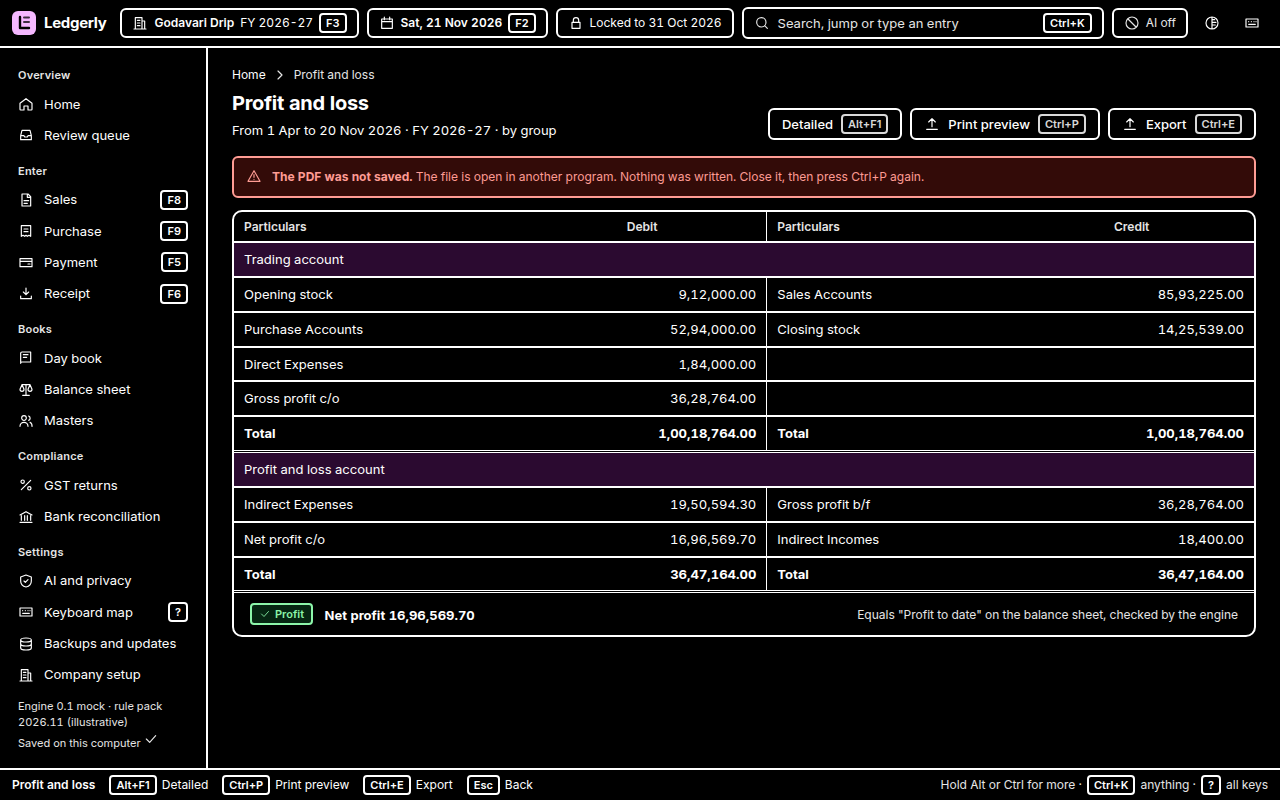 Ledgerly
Godavari Drip FY 2026-27 F3
Sat, 21 Nov 2026 F2
Locked to 31 Oct 2026
Search, jump or type an entry Ctrl+K
AI off
Overview
Home
Review queue
Enter
Sales F8
Purchase F9
Payment F5
Receipt F6
Books
Day book
Balance sheet
Masters
Compliance
GST returns
Bank reconciliation
Settings
AI and privacy
Keyboard map ?
Backups and updates
Company setup
Engine 0.1 mock · rule pack
2026.11 (illustrative)
Saved on this computer
Home > Profit and loss
Profit and loss
From 1 Apr to 20 Nov 2026 · FY 2026-27 · by group
Detailed Alt+F1
Print preview Ctrl+P
Export Ctrl+E
The PDF was not saved. The file is open in another program. Nothing was written. Close it, then press Ctrl+P again.
Particulars Debit Particulars Credit
Trading account
Opening stock 9,12,000.00 Sales Accounts 85,93,225.00
Purchase Accounts 52,94,000.00 Closing stock 14,25,539.00
Direct Expenses 1,84,000.00
Gross profit c/o 36,28,764.00
Total 1,00,18,764.00 Total 1,00,18,764.00
Profit and loss account
Indirect Expenses 19,50,594.30 Gross profit b/f 36,28,764.00
Net profit c/o 16,96,569.70 Indirect Incomes 18,400.00
Total 36,47,164.00 Total 36,47,164.00
Profit Net profit 16,96,569.70 Equals "Profit to date" on the balance sheet, checked by the engine
Profit and loss Alt+F1 Detailed Ctrl+P Print preview Ctrl+E Export Esc Back
Hold Alt or Ctrl for more · Ctrl+K anything · ? all keys